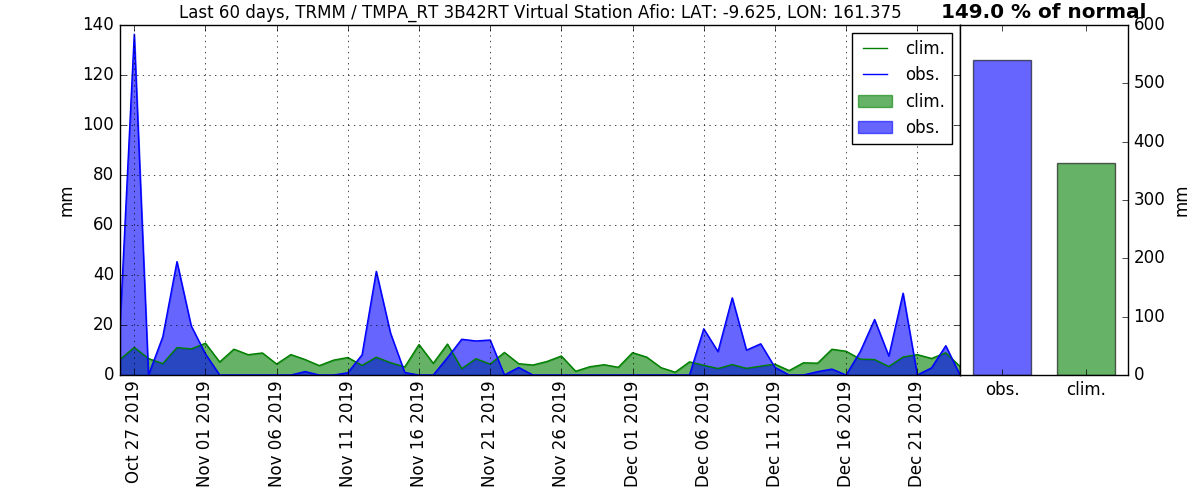 Last 60 days, TRMM / TMPA_RT 3B42RT Virtual Station Afio: LAT: -9.625, LON: 161.375
149.0 % of normal
140
120
100
80
60
40
20
0
mm
clim.
obs.
clim.
obs.
600
500
400
300
200
100
0
mm
obs.
clim.
Oct 27 2019
Nov 01 2019
Nov 06 2019
Nov 11 2019
Nov 16 2019
Nov 21 2019
Nov 26 2019
Dec 01 2019
Dec 06 2019
Dec 11 2019
Dec 16 2019
Dec 21 2019